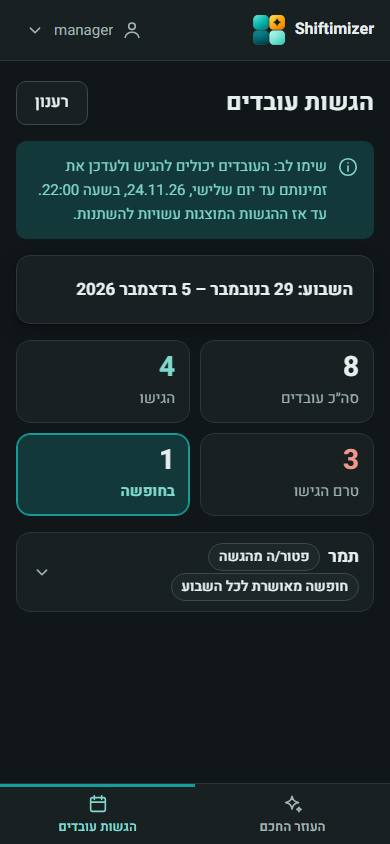 Shiftimizer
manager
הגשות עובדים
רענון
שימו לב: העובדים יכולים להגיש ולעדכן את
זמינותם עד יום שלישי, 24.11.26, בשעה 22:00.
עד אז ההגשות המוצגות עשויות להשתנות.
השבוע: 29 בנובמבר – 5 בדצמבר 2026
8
סה״כ עובדים
4
הגישו
3
טרם הגישו
1
בחופשה
תמר
פטור/ה מהגשה
חופשה מאושרת לכל השבוע
העוזר החכם
הגשות עובדים